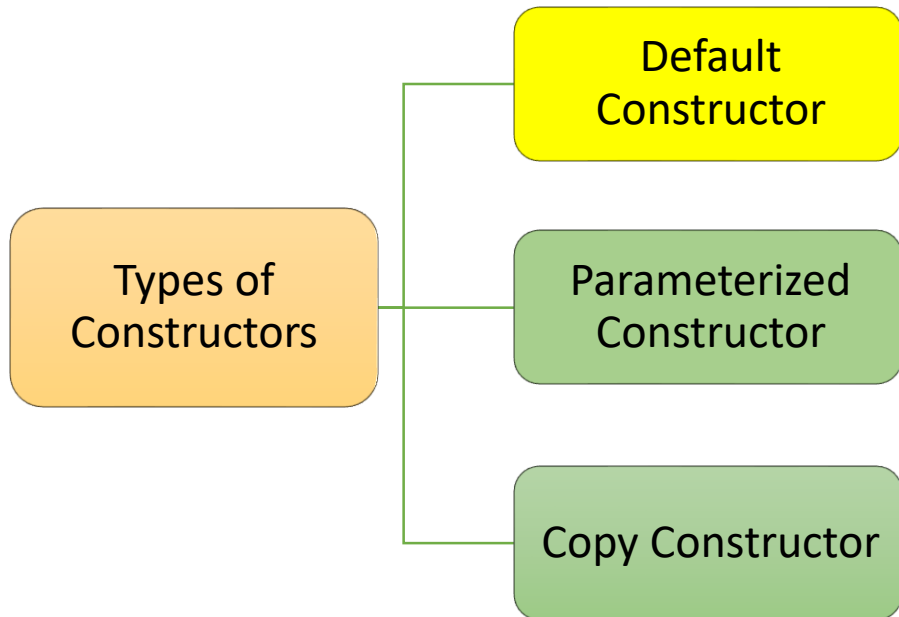 Types of
Constructors
Default
Constructor
Parameterized
Constructor
Copy Constructor